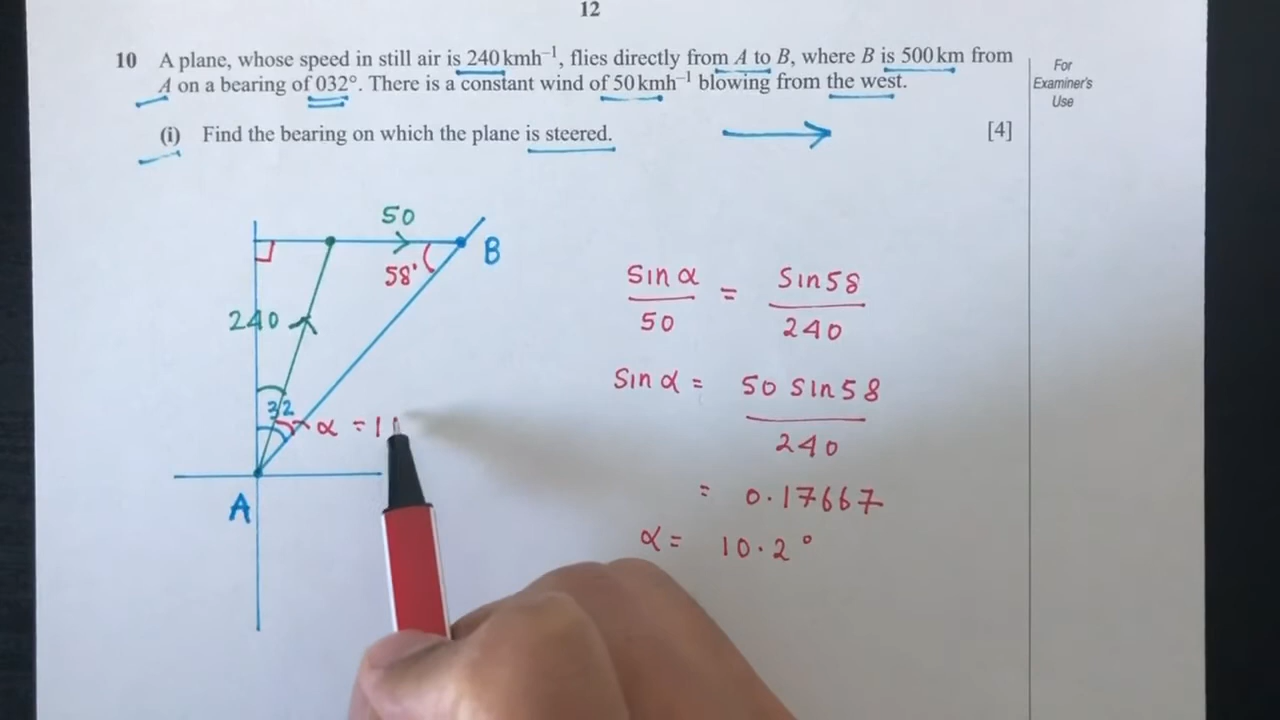 12
10 A plane, whose speed in still air is 240 kmh⁻¹, flies directly from A to B, where B is 500 km from
A on a bearing of 032°. There is a constant wind of 50 kmh⁻¹ blowing from the west.
(i) Find the bearing on which the plane is steered. [4]
For
Examiner's
Use
50
B
58°
240
32
α = 1
A
sin α / 50 = sin 58 / 240
sin α = 50 sin 58 / 240
= 0.17667
α = 10.2°